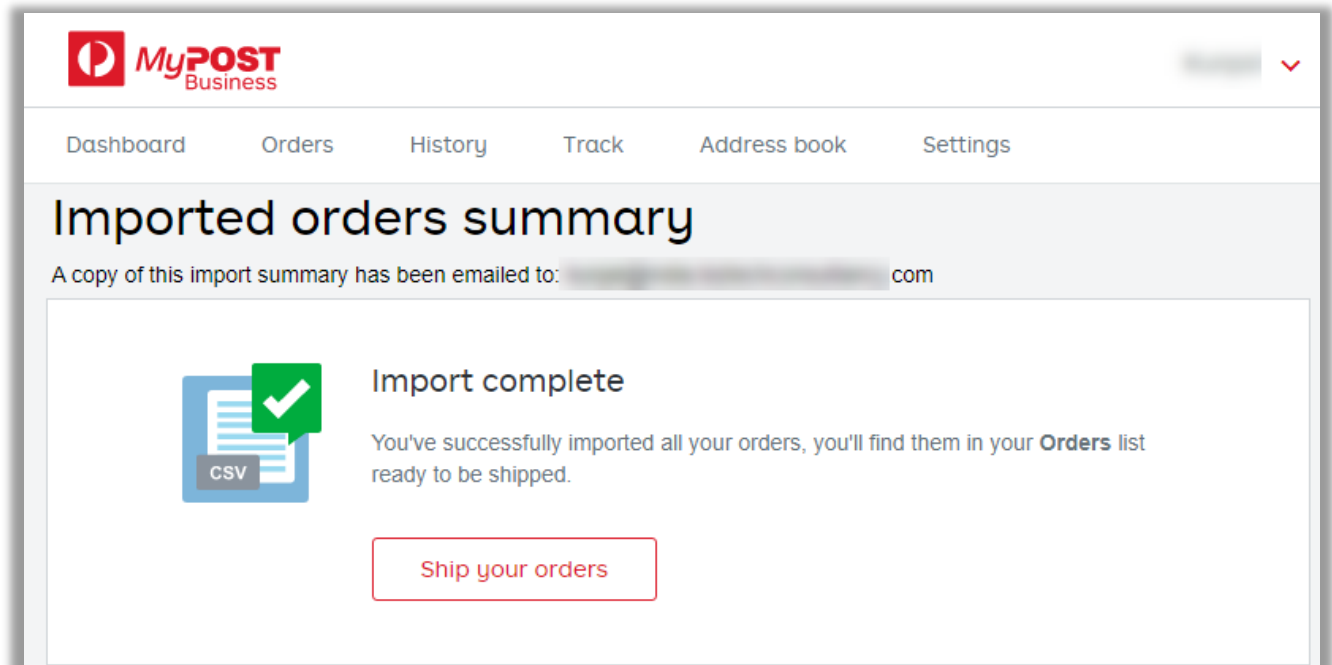 MyPOST
Business
Dashboard Orders History Track Address book Settings
Imported orders summary
A copy of this import summary has been emailed to: com
Import complete
You've successfully imported all your orders, you'll find them in your Orders list
ready to be shipped.
CSV
Ship your orders